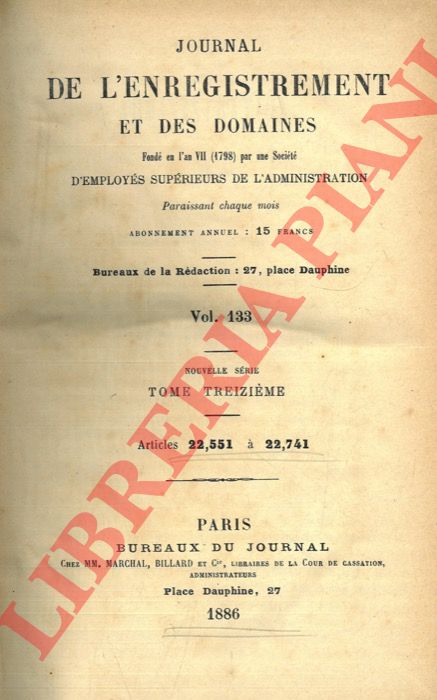 JOURNAL
DE L'ENREGISTREMENT
ET DES DOMAINES
Fondé en l'an VII (1798) par une Société
D'EMPLOYÉS SUPÉRIEURS DE L'ADMINISTRATION
Paraissant chaque mois
ABONNEMENT ANNUEL : 15 FRANCS
Bureaux de la Rédaction : 27, place Dauphine
Vol. 133
NOUVELLE SÉRIE
TOME TREIZIÈME
Articles 22,551 à 22,741
PARIS
BUREAUX DU JOURNAL
CHEZ MM. MARCHAL, BILLARD ET Cie, LIBRAIRES DE LA COUR DE CASSATION,
ADMINISTRATEURS
Place Dauphine, 27
1886
LIBRERIA PIANI